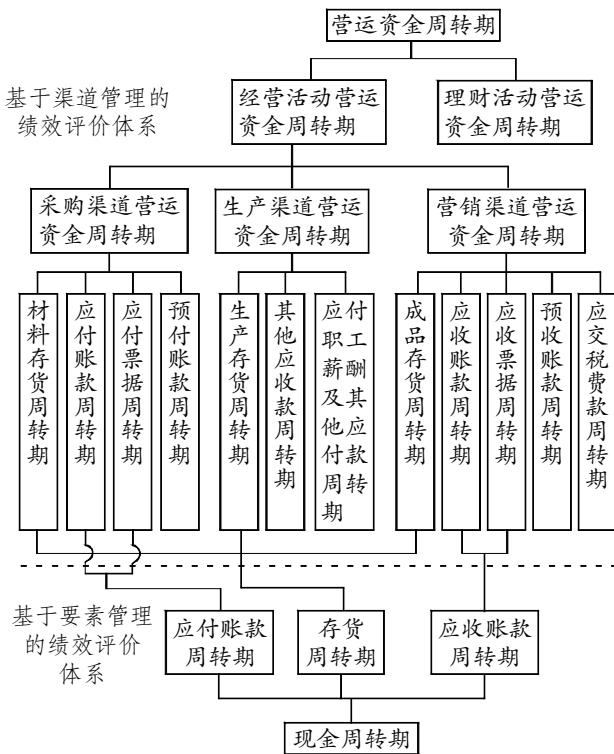 营运资金周转期
基于渠道管理的
绩效评价体系
经营活动营运
资金周转期
理财活动营运
资金周转期
采购渠道营运
资金周转期
生产渠道营运
资金周转期
营销渠道营运
资金周转期
材料存货周转期
应付账款周转期
应付票据周转期
预付账款周转期
生产存货周转期
其他应收款周转期
应付职工薪酬及其他应付款周转期
成品存货周转期
应收账款周转期
应收票据周转期
预收账款周转期
应交税费款周转期
基于要素管理
的绩效评价
体系
应付账款
周转期
存货
周转期
应收账款
周转期
现金周转期